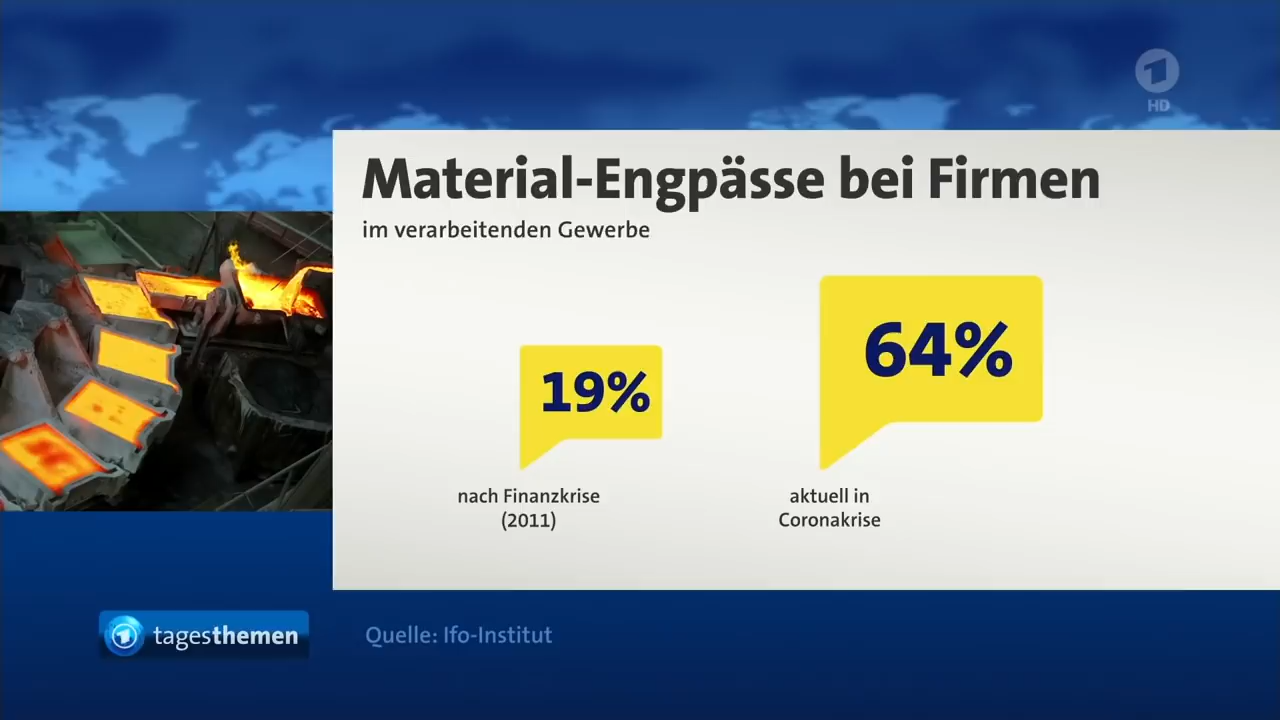 HD
Material-Engpässe bei Firmen
im verarbeitenden Gewerbe
19%
64%
nach Finanzkrise
(2011)
aktuell in
Coronakrise
tagesthemen
Quelle: Ifo-Institut